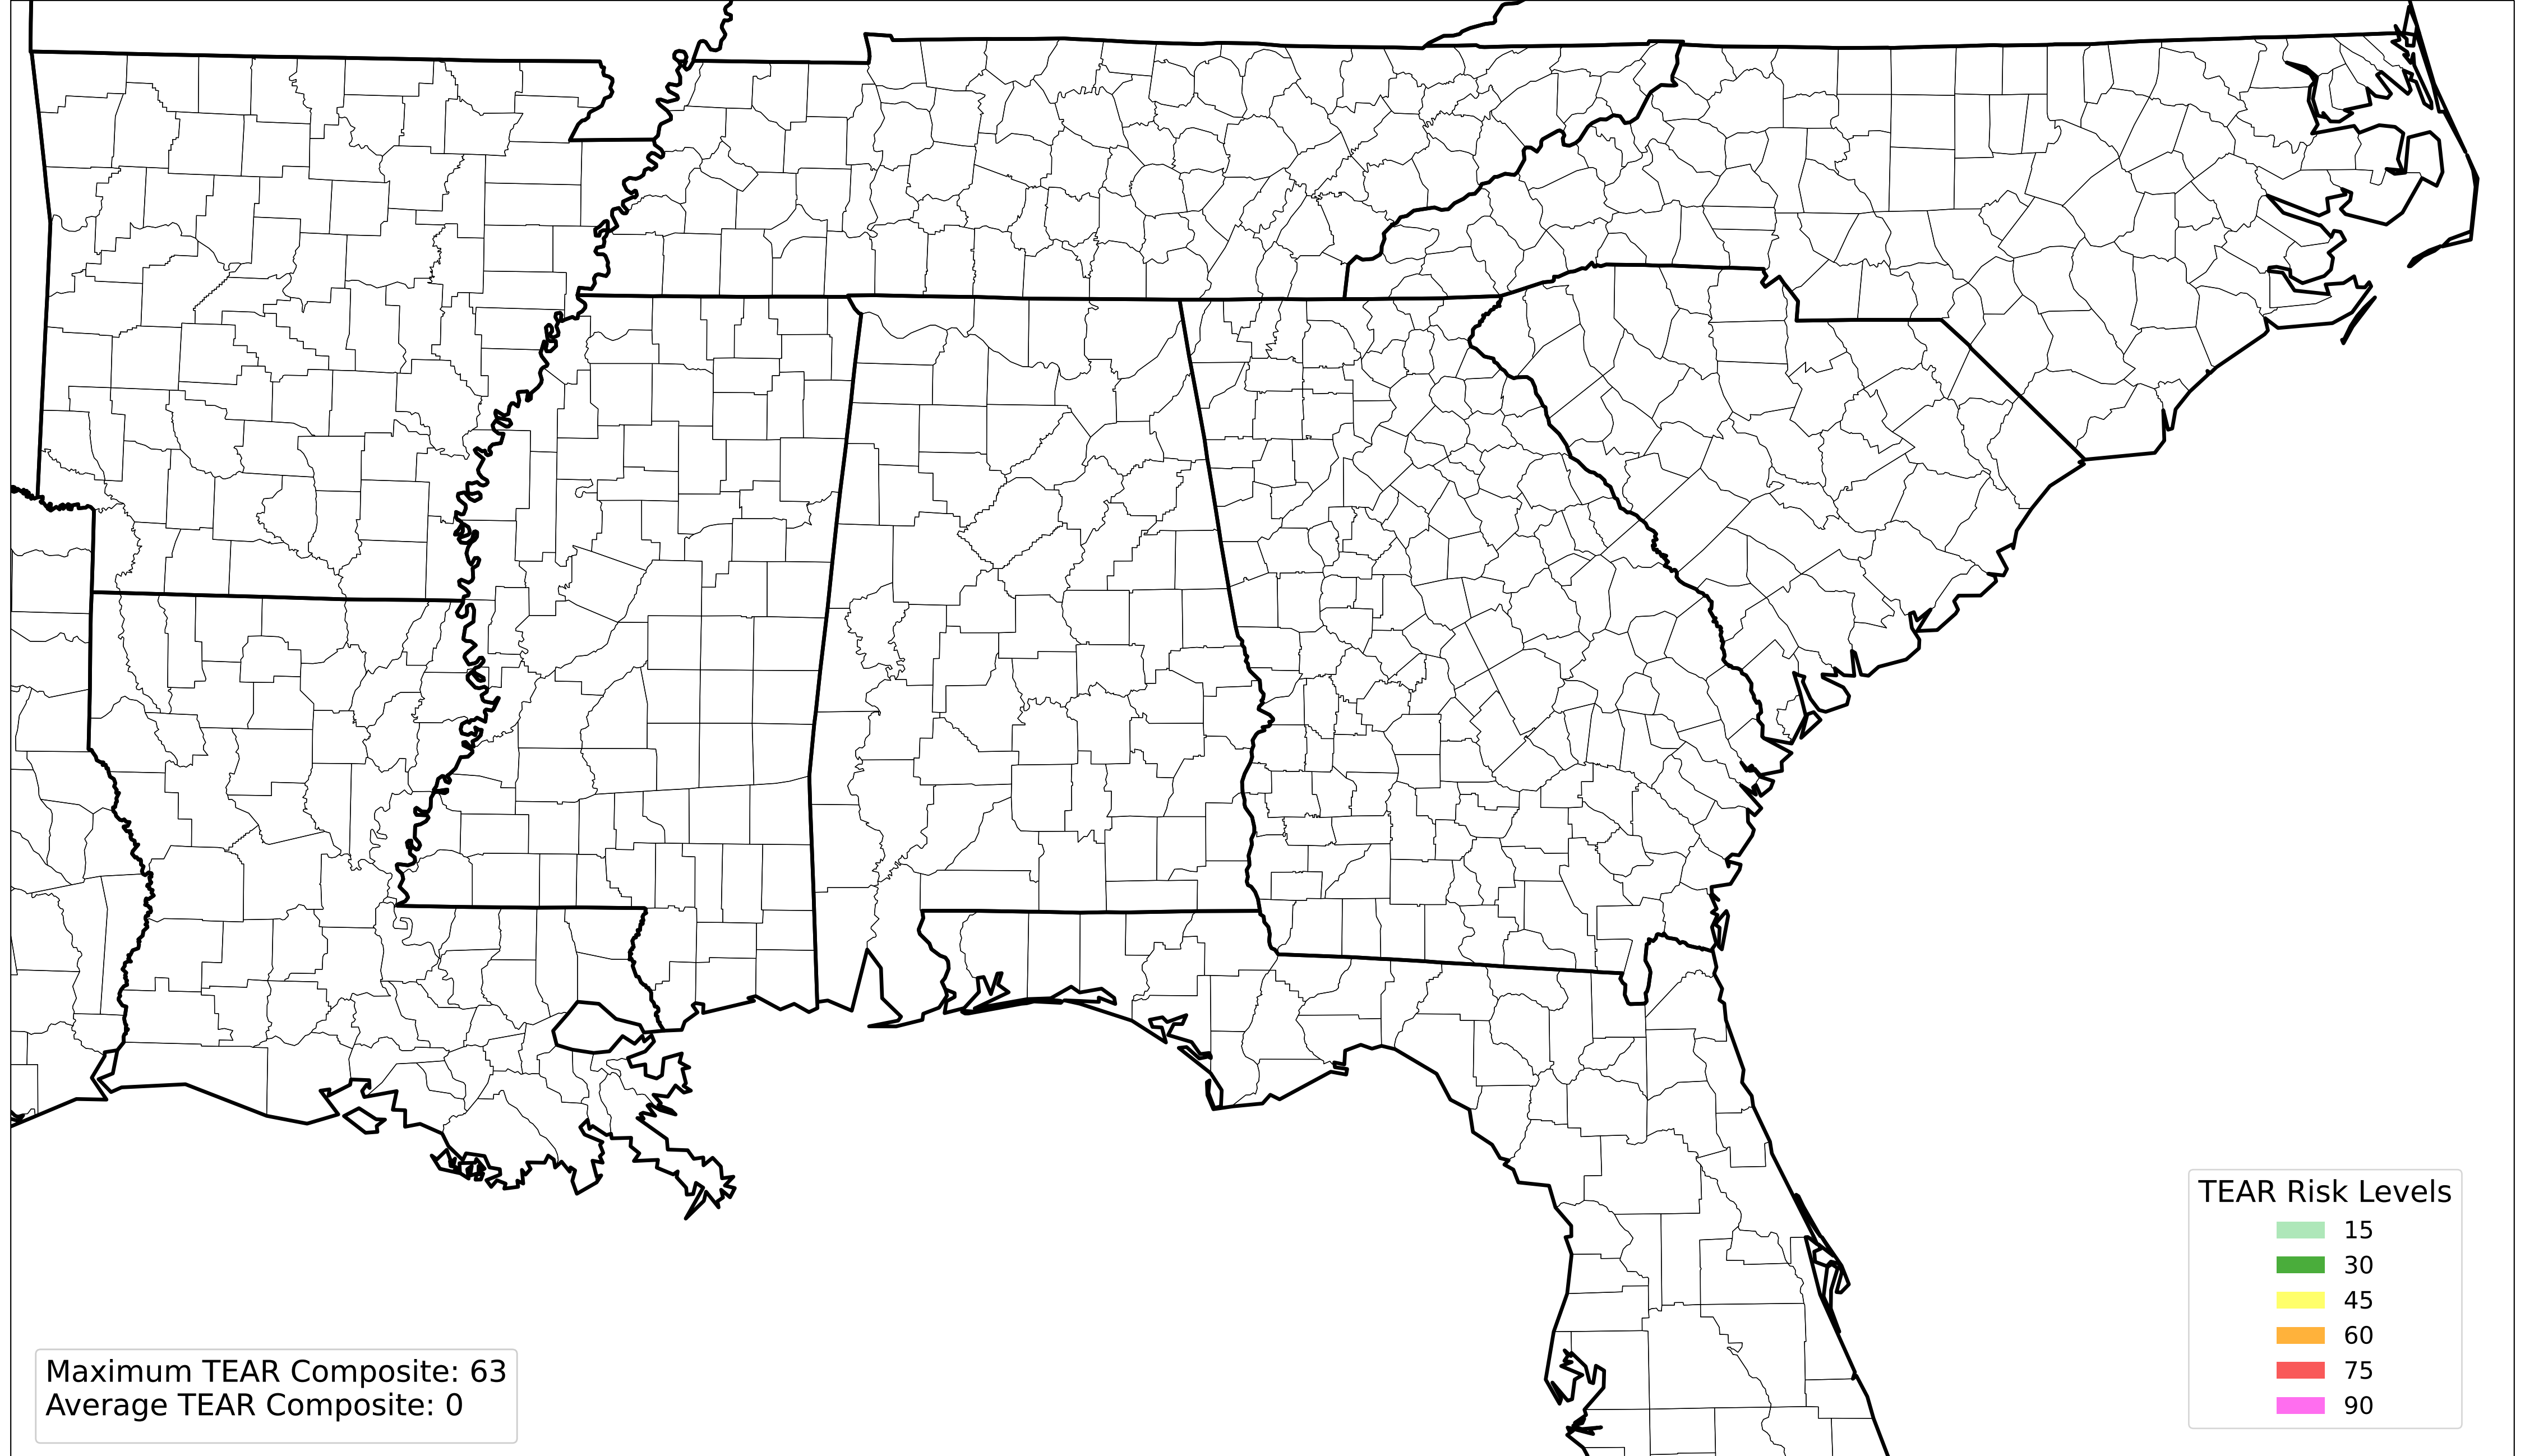 TEAR Risk Levels
15
30
45
60
75
90
Maximum TEAR Composite: 63
Average TEAR Composite: 0